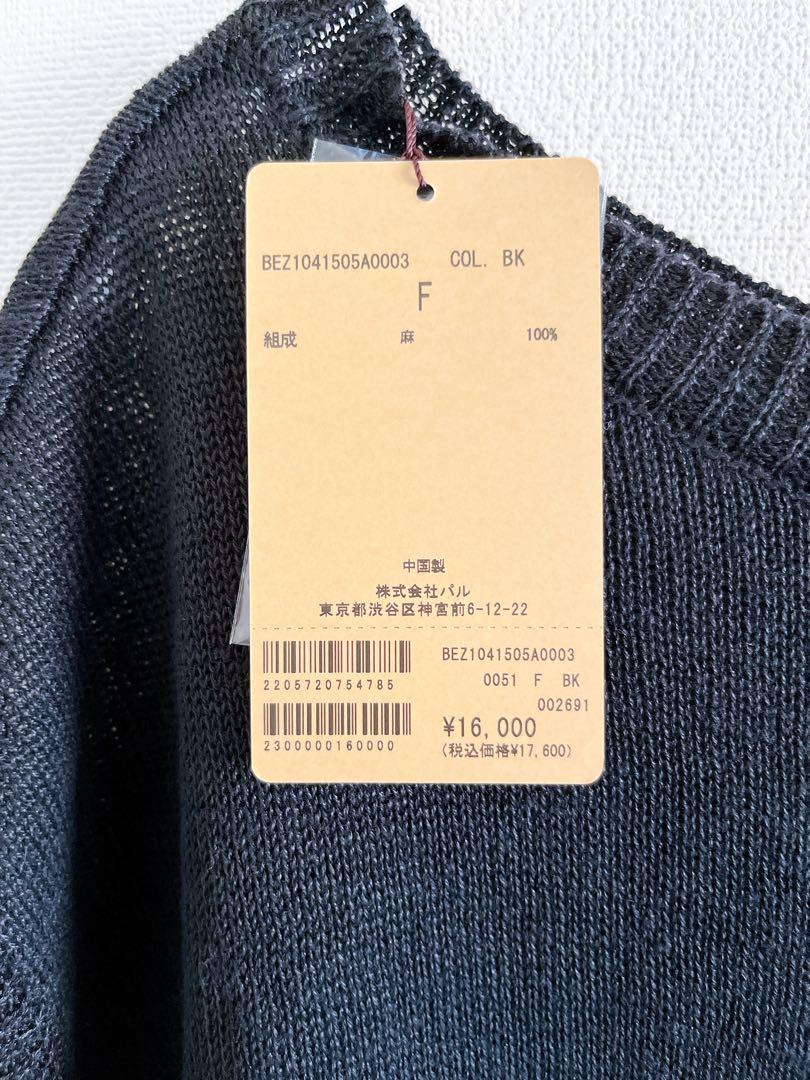 BEZ1041505A0003 COL. BK
F
組成 麻 100%
中国製
株式会社パル
東京都渋谷区神宮前6-12-22
BEZ1041505A0003
2205720754785
0051 F BK
002691
¥16,000
2300000160000
(税込価格¥17,600)